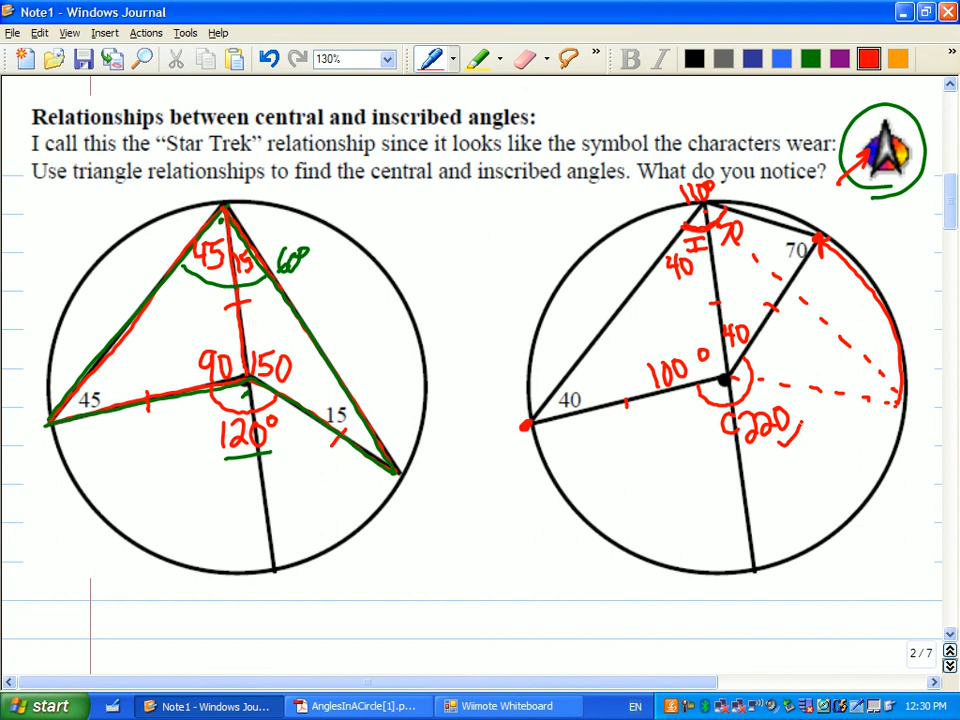 Note1 - Windows Journal
File Edit View Insert Actions Tools Help
130%
B I
Relationships between central and inscribed angles:
I call this the “Star Trek” relationship since it looks like the symbol the characters wear:
Use triangle relationships to find the central and inscribed angles. What do you notice?
45 15 60°
90 150
45
120°
15
110°
I
40
70
40
100°
40
C 220
2 / 7
start
Note1 - Windows Jou...
AnglesInACircle[1].p...
Wiimote Whiteboard
EN
12:30 PM